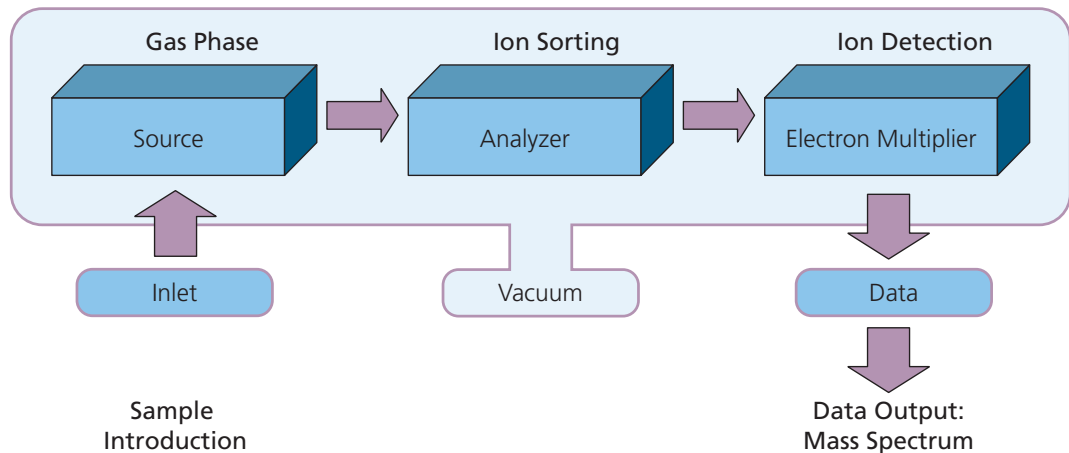 Gas Phase
Ion Sorting
Ion Detection
Source
Analyzer
Electron Multiplier
Inlet
Vacuum
Data
Sample
Introduction
Data Output:
Mass Spectrum